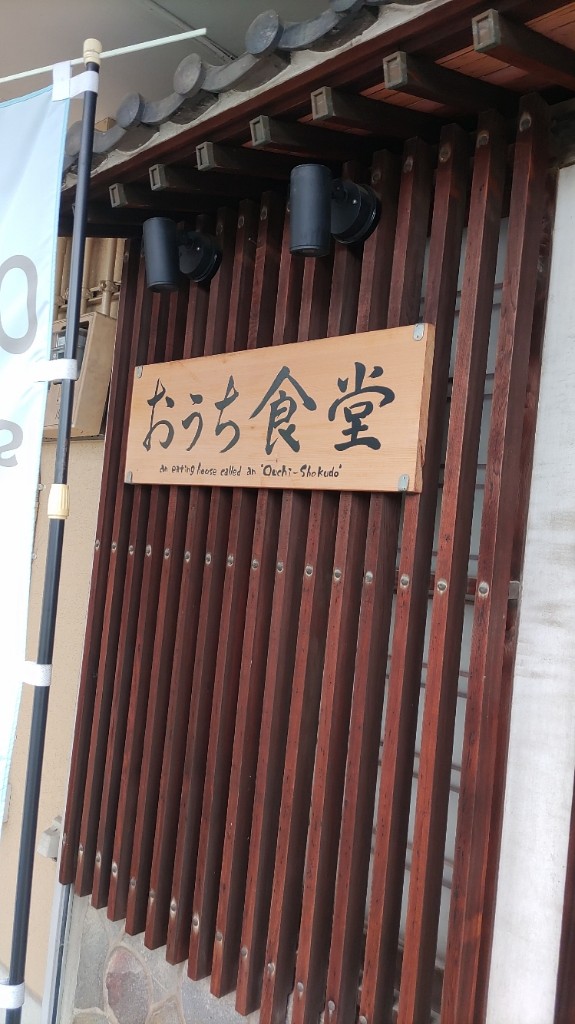 おうち食堂
an eating house called an "Ouchi-Shokudo"